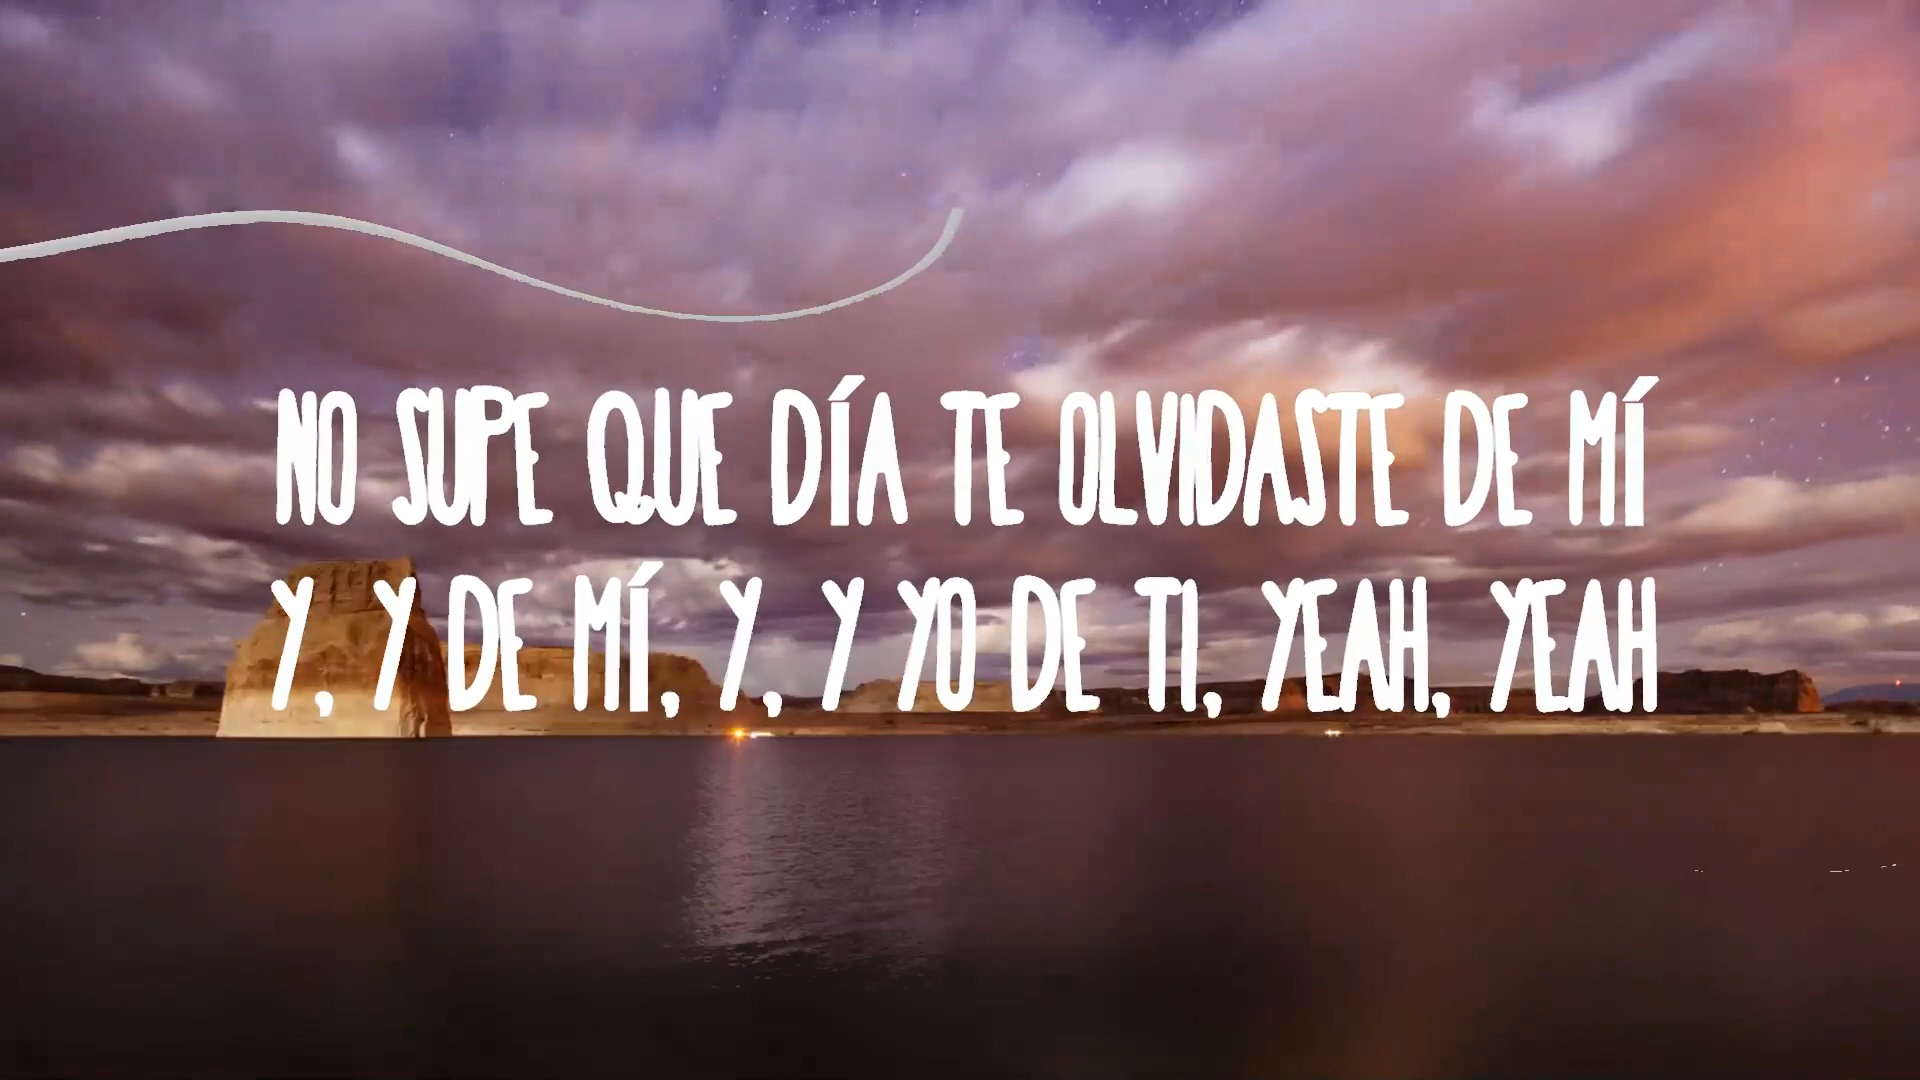 NO SUPE QUE DÍA TE OLVIDASTE DE MÍ
Y, Y DE MÍ, Y, Y YO DE TI, YEAH, YEAH